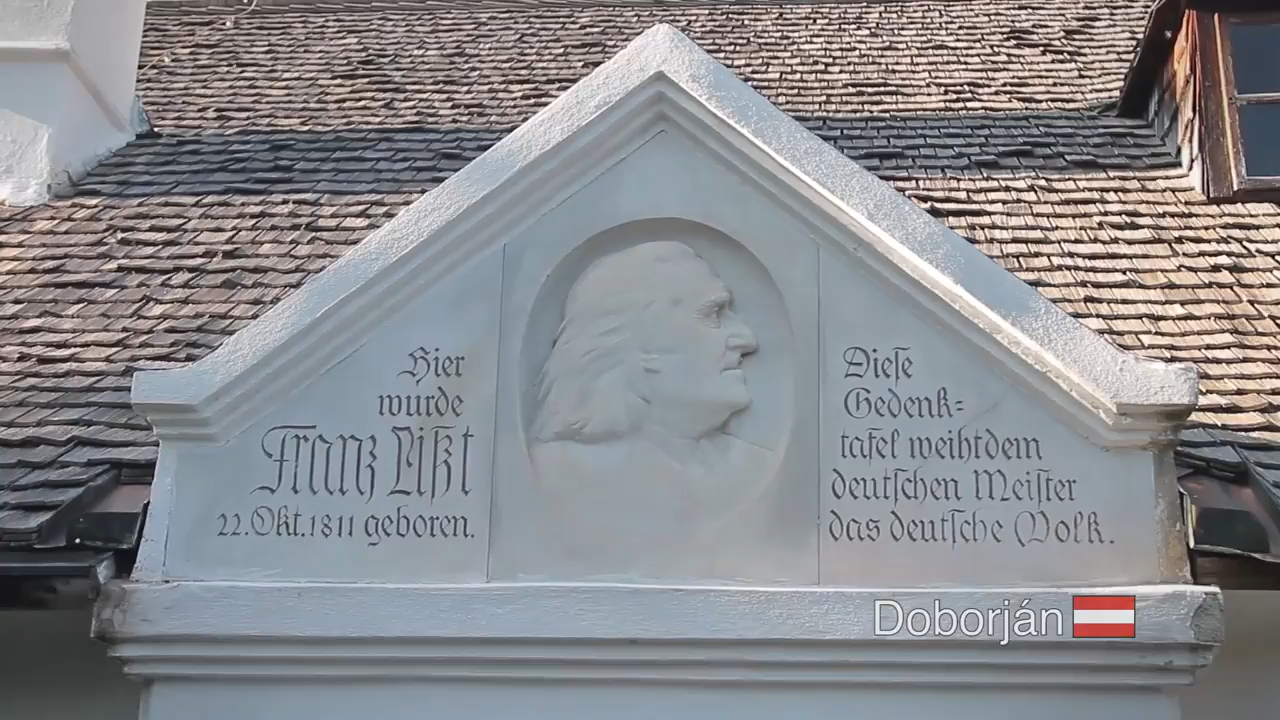 Hier
wurde
Franz Liſzt
22. Okt. 1811 geboren.
Dieſe
Gedenk=
tafel weiht dem
deutſchen Meiſter
das deutſche Volk.
Doborján